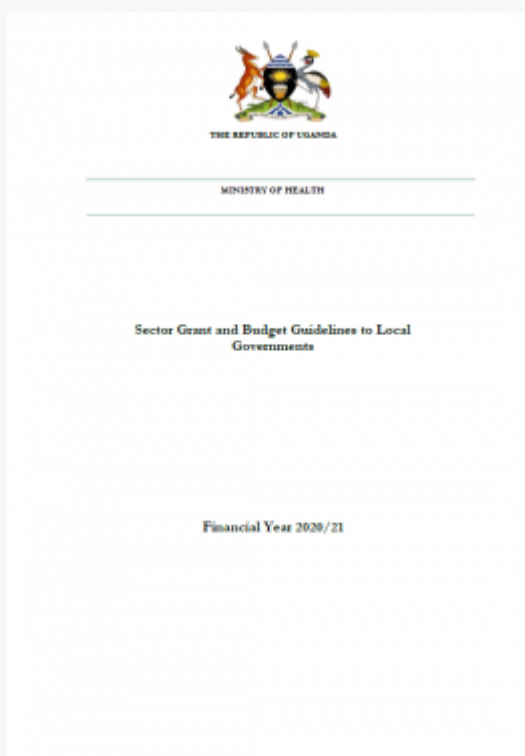 THE REPUBLIC OF UGANDA
MINISTRY OF HEALTH
Sector Grant and Budget Guidelines to Local
Governments
Financial Year 2020/21